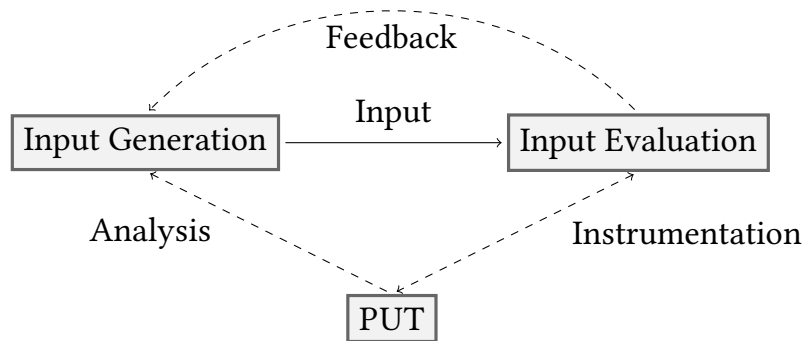 Feedback
Input
Input Generation
Input Evaluation
Analysis
Instrumentation
PUT